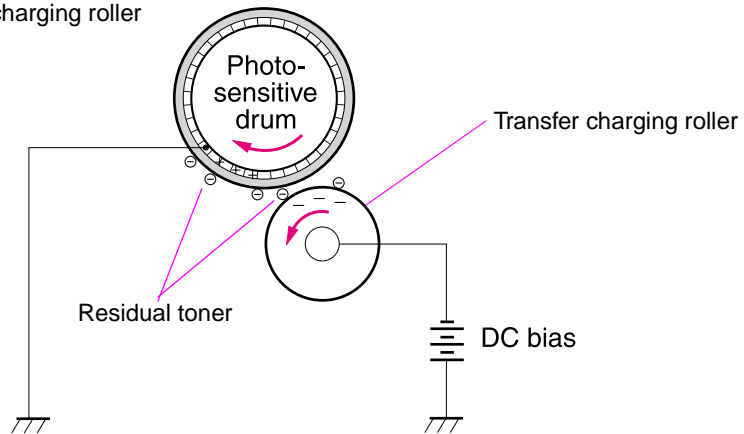 charging roller
Photo-
sensitive
drum
Transfer charging roller
Residual toner
DC bias